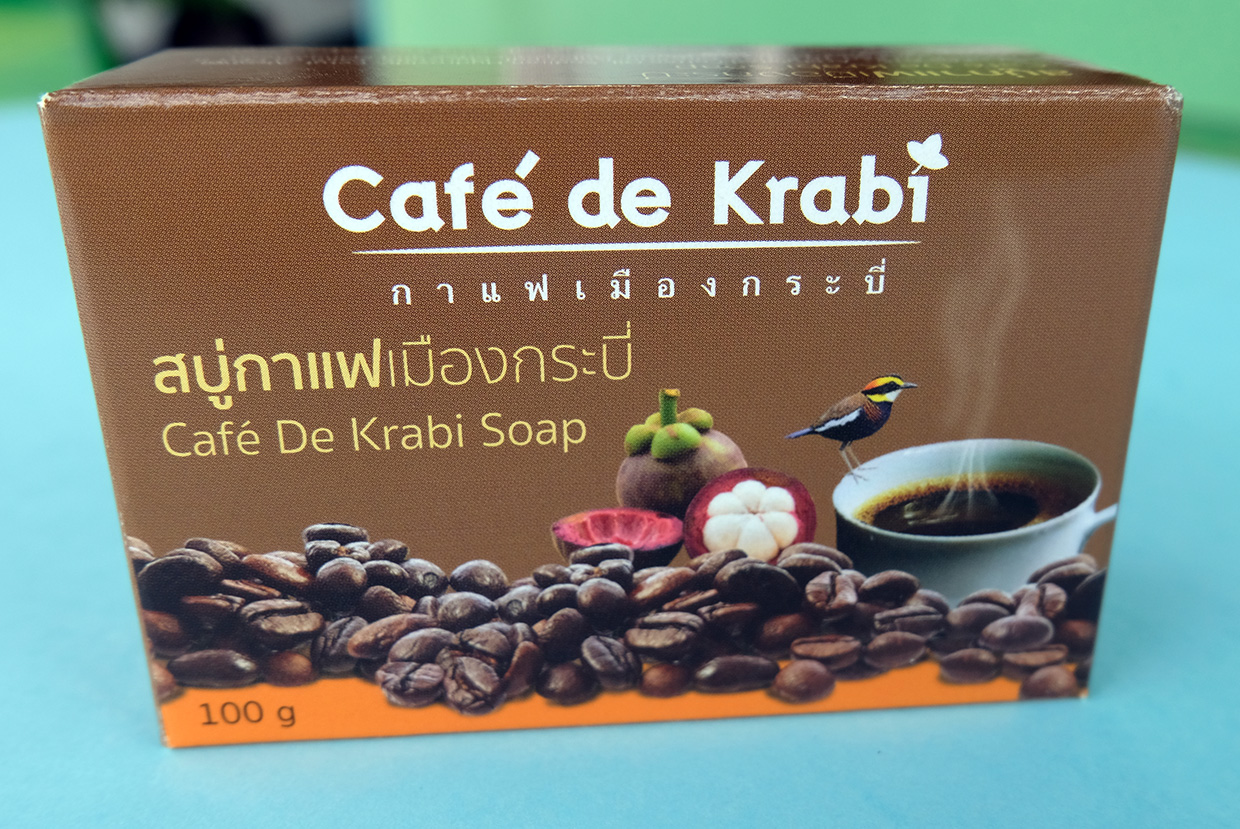 Café de Krabi
กาแฟเมืองกระบี่
สบู่กาแฟเมืองกระบี่
Café De Krabi Soap
100 g